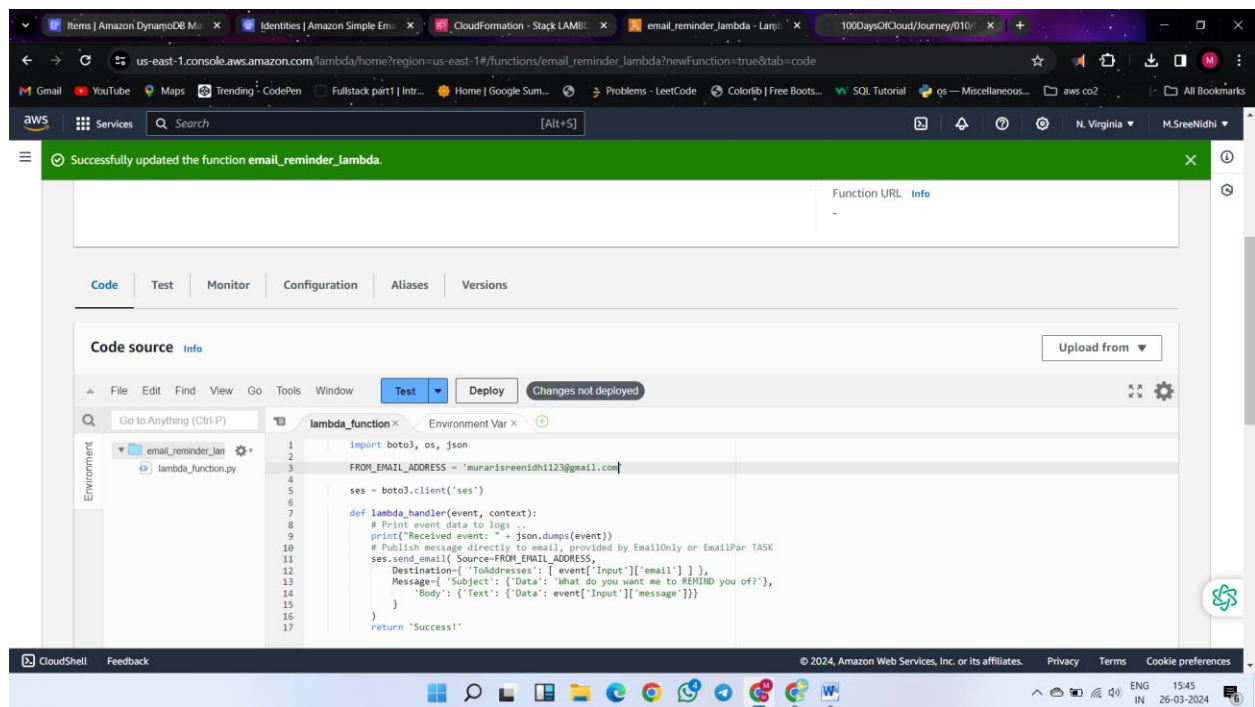 Items | Amazon DynamoDB Ma
Identities | Amazon Simple Ema
CloudFormation - Stack LAMBD
email_reminder_lambda - Lamb
100DaysOfCloud/Journey/010/
us-east-1.console.aws.amazon.com/lambda/home?region=us-east-1#/functions/email_reminder_lambda?newFunction=true&tab=code
M
Gmail YouTube Maps Trending - CodePen Fullstack part1 | Intr... Home | Google Sum... Problems - LeetCode Colorlib | Free Boots... SQL Tutorial os — Miscellaneous... aws co2 All Bookmarks
aws Services Search [Alt+S] N. Virginia ▼ M.SreeNidhi ▼
Successfully updated the function email_reminder_lambda.
Function URL Info
-
Code Test Monitor Configuration Aliases Versions
Code source Info
Upload from ▼
File Edit Find View Go Tools Window Test Deploy Changes not deployed
Go to Anything (Ctrl-P)
lambda_function × Environment Var ×
Environment
email_reminder_lan
lambda_function.py
1 import boto3, os, json
2
3 FROM_EMAIL_ADDRESS = 'murarisreenidhi123@gmail.com'
4
5 ses = boto3.client('ses')
6
7 def lambda_handler(event, context):
8 # Print event data to logs ..
9 print("Received event: " + json.dumps(event))
10 # Publish message directly to email, provided by EmailOnly or EmailPar TASK
11 ses.send_email( Source=FROM_EMAIL_ADDRESS,
12 Destination={ 'ToAddresses': [ event['Input']['email'] ] },
13 Message={ 'Subject': {'Data': 'What do you want me to REMIND you of?'},
14 'Body': {'Text': {'Data': event['Input']['message']}}
15 }
16 )
17 return 'Success!'
CloudShell Feedback © 2024, Amazon Web Services, Inc. or its affiliates. Privacy Terms Cookie preferences
ENG
IN
15:45
26-03-2024
6